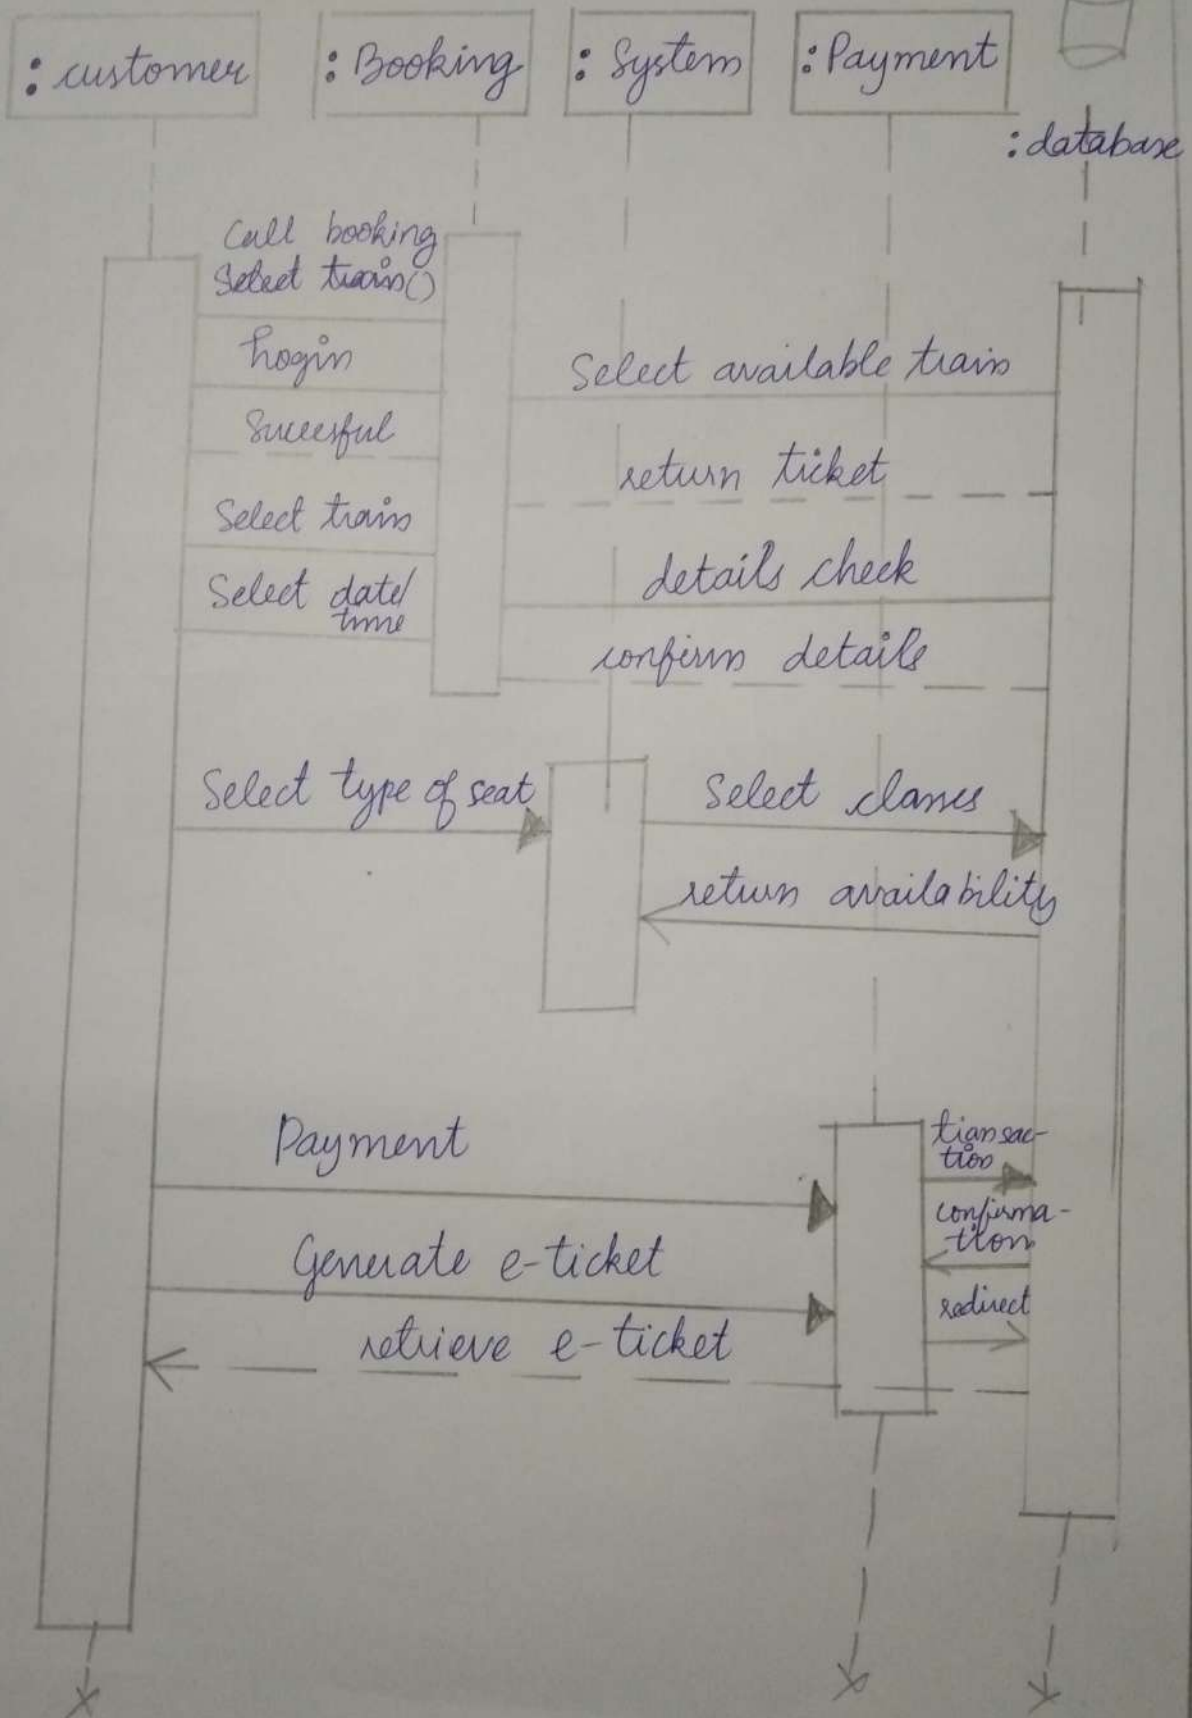 : customer
: Booking
: System
: Payment
: database
Call booking
Select train()
Login
Select available train
Succesful
return ticket
Select train
details check
Select date/
time
confirm details
Select type of seat
Select classes
return availability
Payment
transac-
tion
confirma-
tion
Generate e-ticket
redirect
retrieve e-ticket